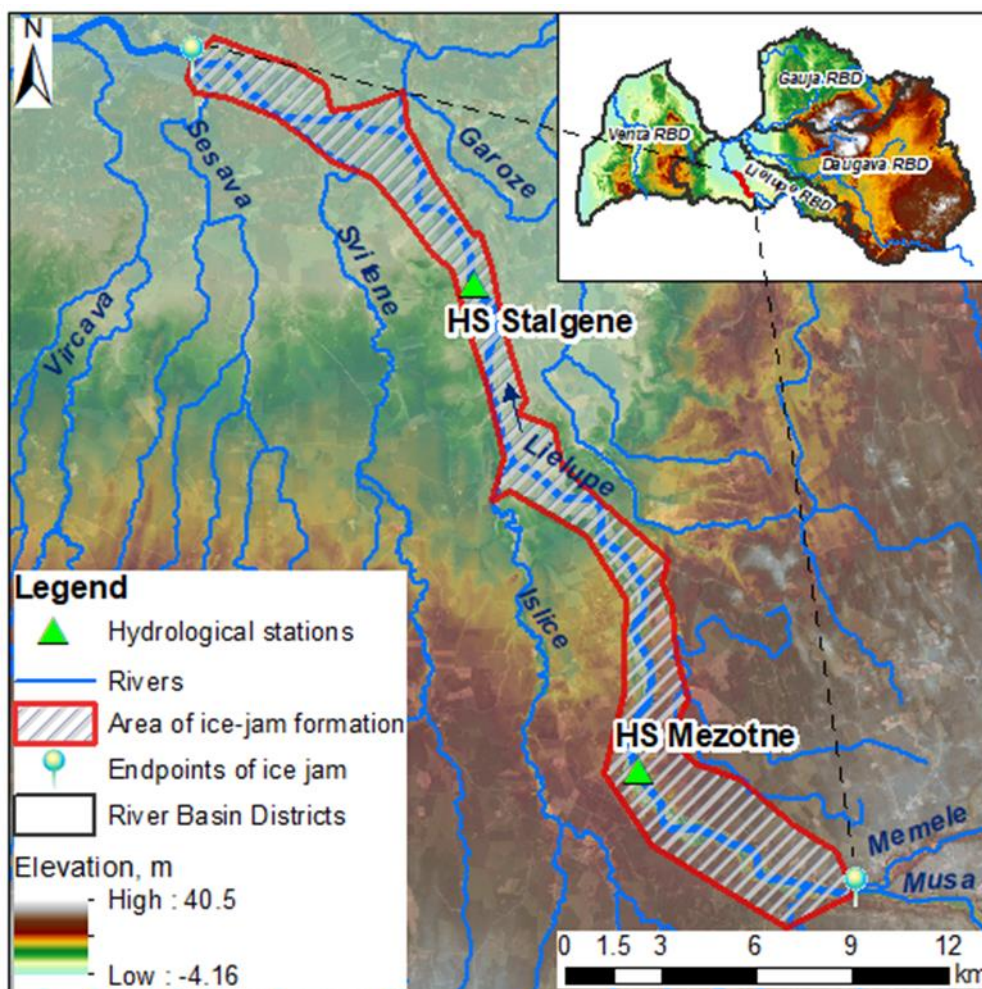 N
Gauja RBD
Venta RBD
Daugava RBD
Lielupe RBD
Sesava
Garoze
Svitene
Vircava
HS Stalgene
Lielupe
Islice
HS Mezotne
Memele
Musa
Legend
Hydrological stations
Rivers
Area of ice-jam formation
Endpoints of ice jam
River Basin Districts
Elevation, m
High : 40.5
Low : -4.16
0 1.5 3 6 9 12
km